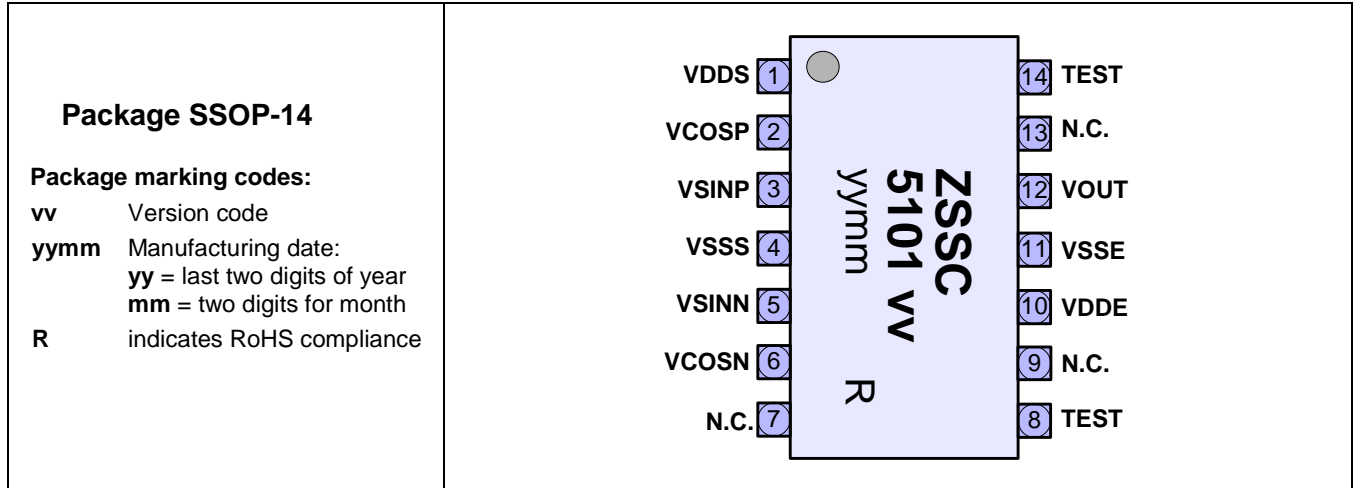 Package SSOP-14
Package marking codes:
vv Version code
yymm Manufacturing date:
yy = last two digits of year
mm = two digits for month
R indicates RoHS compliance
VDDS 1
VCOSP 2
VSINP 3
VSSS 4
VSINN 5
VCOSN 6
N.C. 7
ZSSC
5101 vv
yymm
R
14 TEST
13 N.C.
12 VOUT
11 VSSE
10 VDDE
9 N.C.
8 TEST